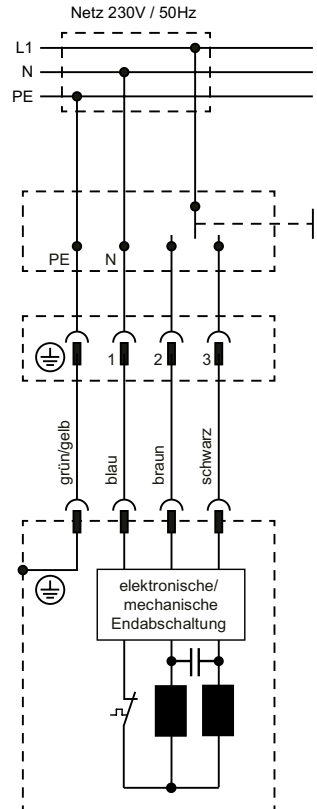 Netz 230V / 50Hz
L1
N
PE
PE N
1 2 3
grün/gelb
blau
braun
schwarz
elektronische/
mechanische
Endabschaltung